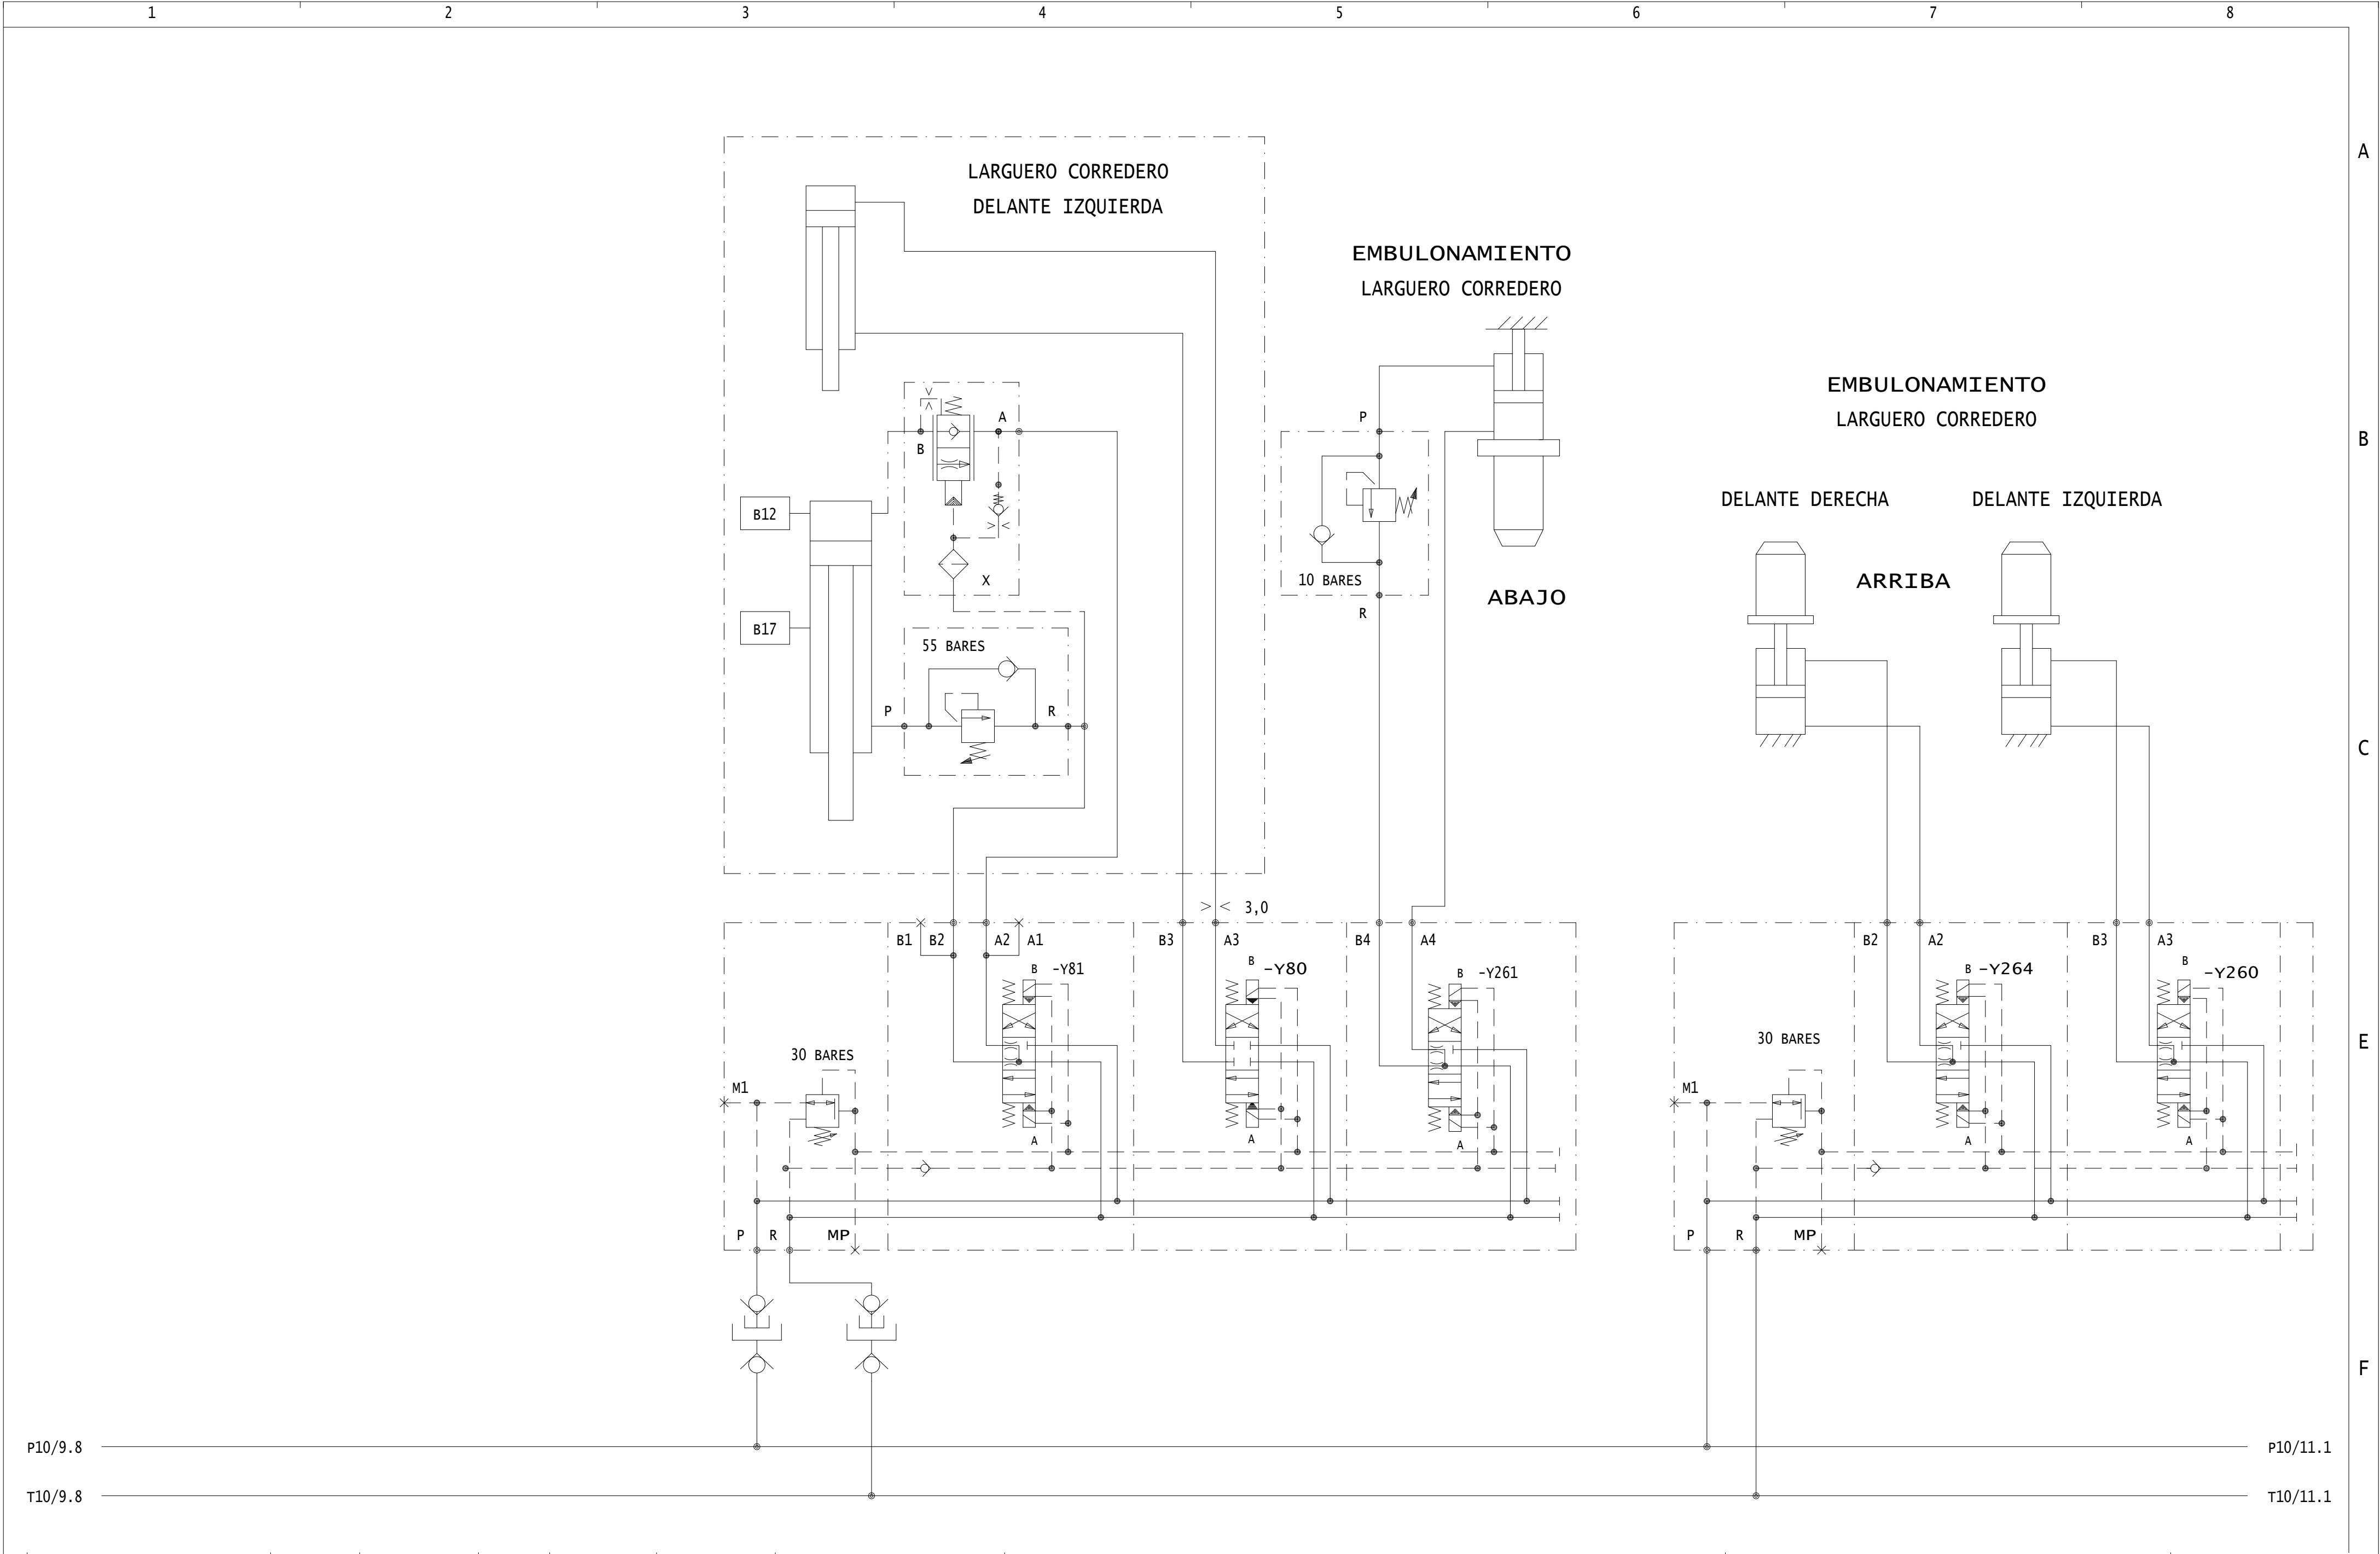 1 2 3 4 5 6 7 8
A
LARGUERO CORREDERO
DELANTE IZQUIERDA
EMBULONAMIENTO
LARGUERO CORREDERO
EMBULONAMIENTO
LARGUERO CORREDERO
A
P
B
B
DELANTE DERECHA
DELANTE IZQUIERDA
B12
X
10 BARES
ARRIBA
ABAJO
R
B17
55 BARES
P
R
C
> < 3,0
B1 B2 A2 A1
B3 A3
B4 A4
B2 A2
B3 A3
B -Y81
B -Y80
B -Y261
B -Y264
B -Y260
30 BARES
30 BARES
E
M1
M1
A
A
A
A
A
P R MP
P R MP
F
P10/9.8
P10/11.1
T10/9.8
T10/11.1